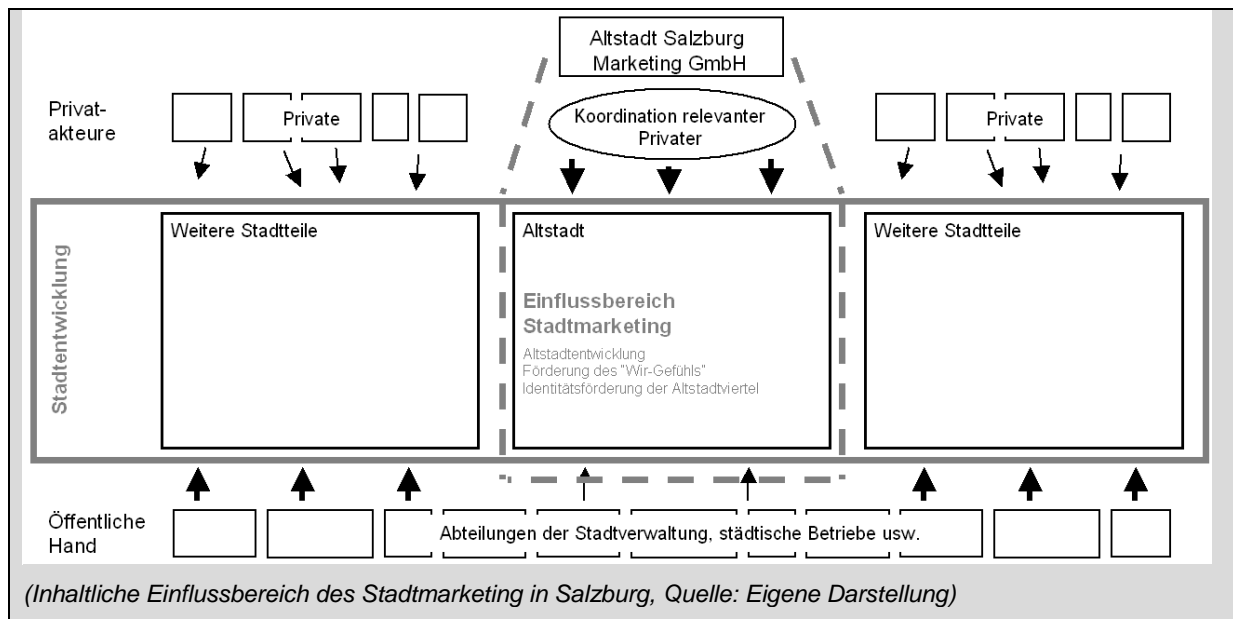 Altstadt Salzburg
Marketing GmbH
Privat-
akteure
Private
Koordination relevanter
Privater
Private
Stadtentwicklung
Weitere Stadtteile
Altstadt
Einflussbereich
Stadtmarketing
Altstadtentwicklung
Förderung des "Wir-Gefühls"
Identitätsförderung der Altstadtviertel
Weitere Stadtteile
Öffentliche
Hand
Abteilungen der Stadtverwaltung, städtische Betriebe usw.
(Inhaltliche Einflussbereich des Stadtmarketing in Salzburg, Quelle: Eigene Darstellung)